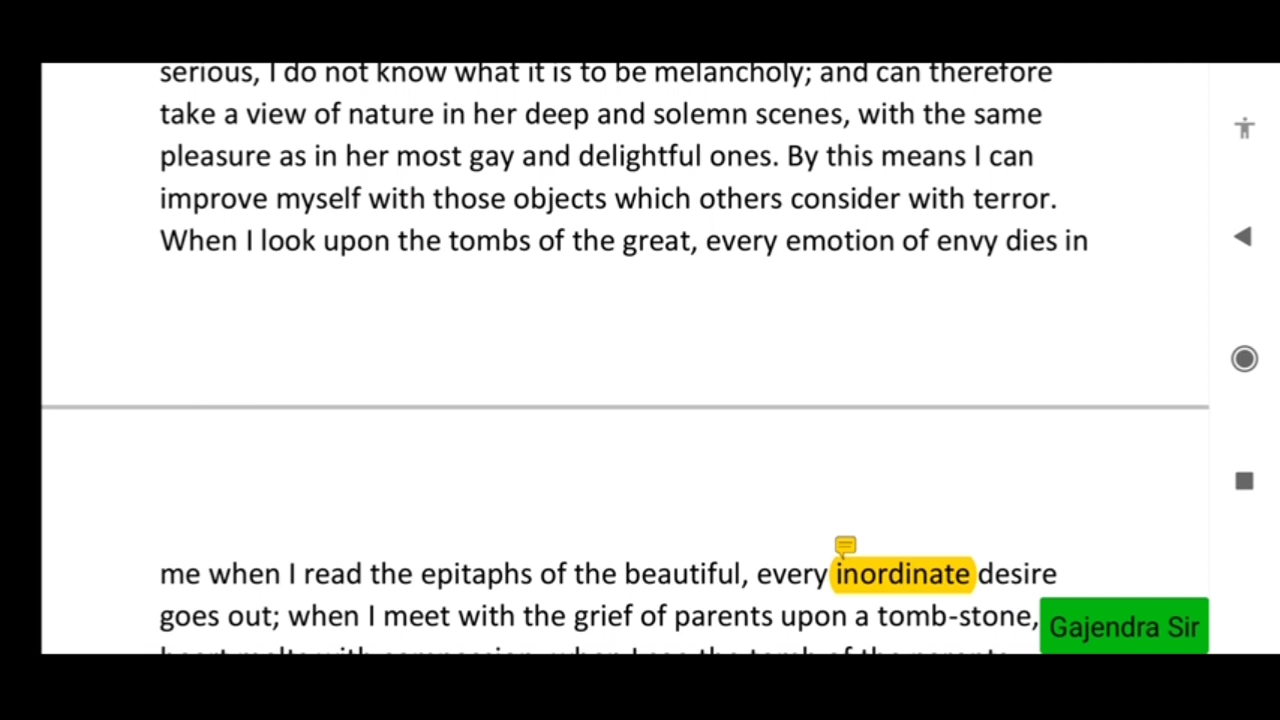 serious, I do not know what it is to be melancholy; and can therefore
take a view of nature in her deep and solemn scenes, with the same
pleasure as in her most gay and delightful ones. By this means I can
improve myself with those objects which others consider with terror.
When I look upon the tombs of the great, every emotion of envy dies in
me when I read the epitaphs of the beautiful, every inordinate desire
goes out; when I meet with the grief of parents upon a tomb-stone,
Gajendra Sir